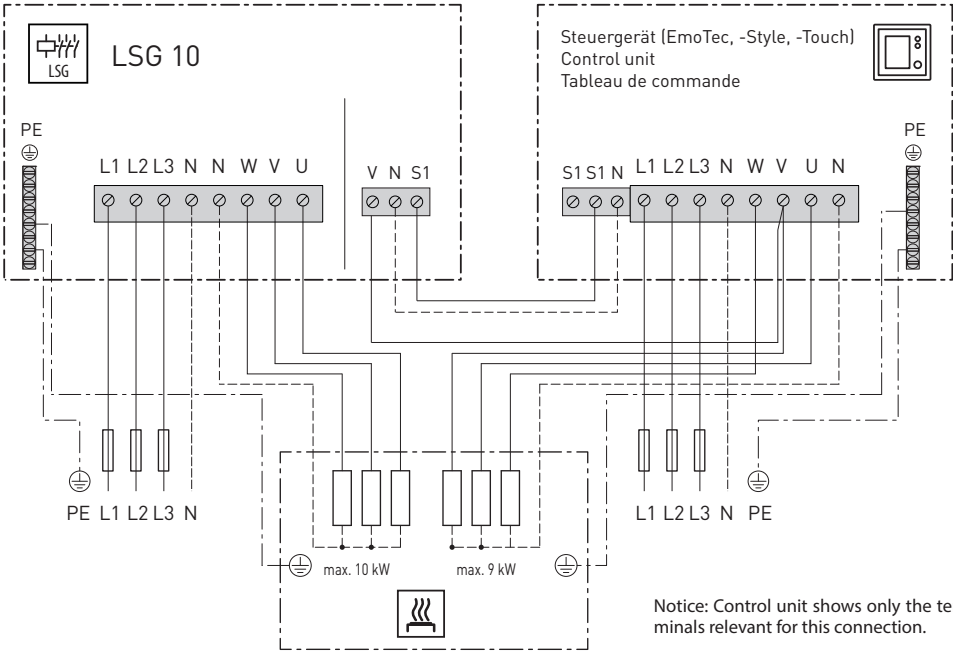 LSG
LSG 10
PE
L1 L2 L3 N N W V U
V N S1
Steuergerät (EmoTec, -Style, -Touch)
Control unit
Tableau de commande
PE
S1 S1 N L1 L2 L3 N W V U N
PE L1 L2 L3 N
L1 L2 L3 N PE
max. 10 kW
max. 9 kW
Notice: Control unit shows only the te
minals relevant for this connection.